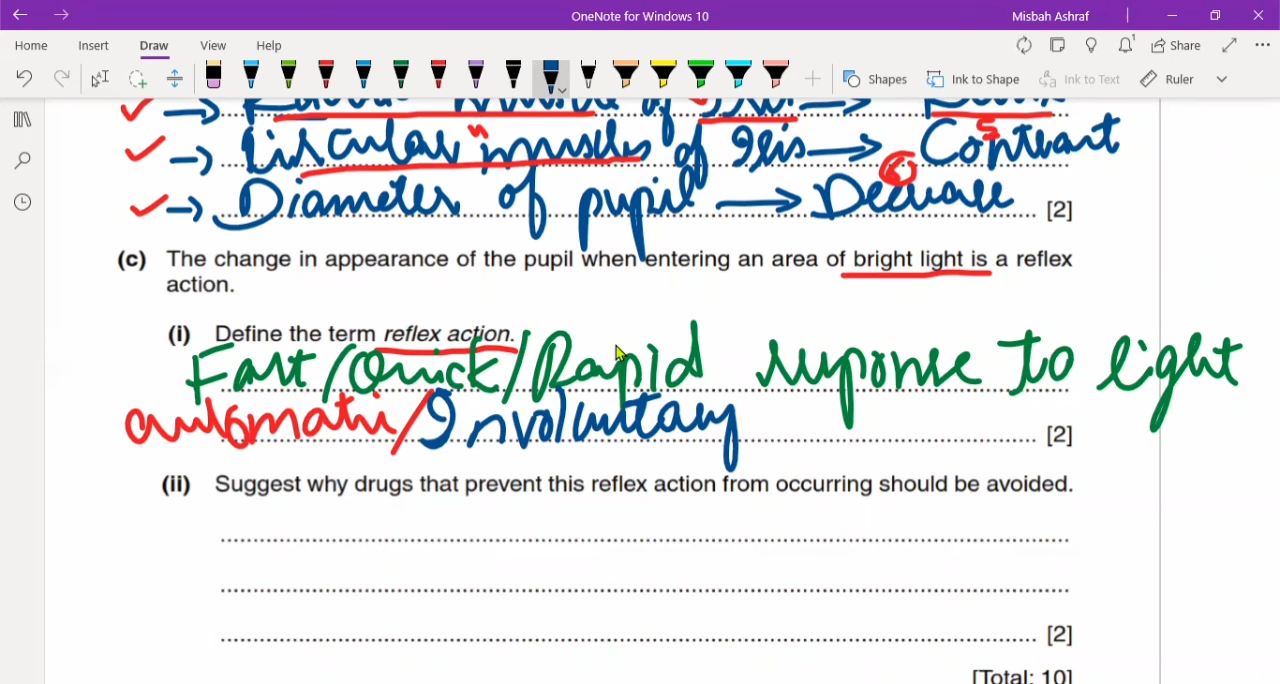 OneNote for Windows 10
Misbah Ashraf
Home Insert Draw View Help
Share
Shapes Ink to Shape Ink to Text Ruler
of
Circular muscles of Iris → Contract
→ Diameter of pupil → Decrease [2]
(c) The change in appearance of the pupil when entering an area of bright light is a reflex
action.
(i) Define the term reflex action.
Fast/Quick/Rapid response to light
automatic/Involuntary [2]
(ii) Suggest why drugs that prevent this reflex action from occurring should be avoided.
[2]
[Total: 10]